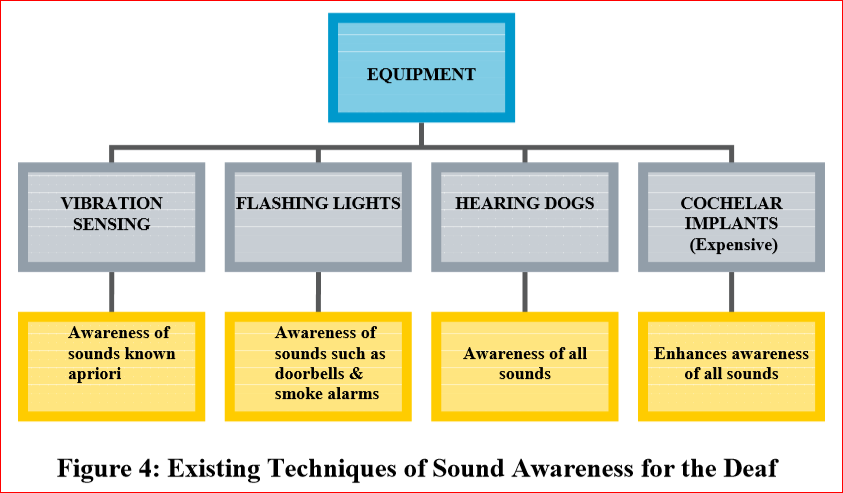 EQUIPMENT
VIBRATION
SENSING
FLASHING LIGHTS
HEARING DOGS
COCHELAR
IMPLANTS
(Expensive)
Awareness of
sounds known
apriori
Awareness of
sounds such as
doorbells &
smoke alarms
Awareness of all
sounds
Enhances awareness
of all sounds
Figure 4: Existing Techniques of Sound Awareness for the Deaf